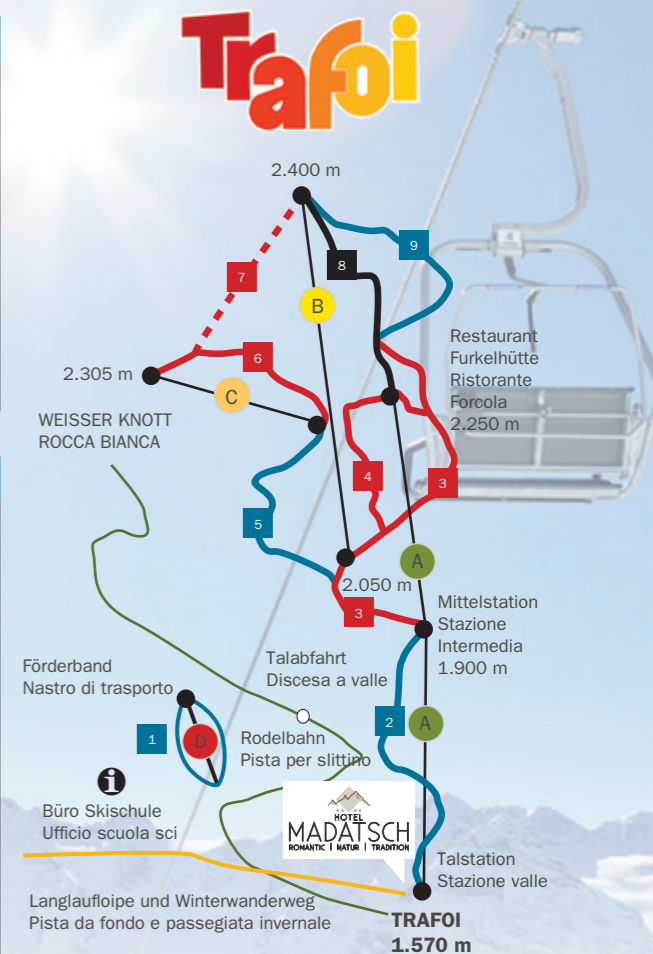 Trafoi
2.400 m
9
8
7
B
Restaurant
Furkelhütte
Ristorante
Forcola
2.250 m
6
2.305 m
C
WEISSER KNOTT
ROCCA BIANCA
4
3
5
A
2.050 m
Mittelstation
Stazione
Intermedia
1.900 m
3
Talabfahrt
Discesa a valle
Förderband
Nastro di trasporto
2
A
1
D
Rodelbahn
Pista per slittino
i
Büro Skischule
Ufficio scuola sci
HOTEL
MADATSCH
ROMANTIC | NATUR | TRADITION
Talstation
Stazione valle
Langlaufloipe und Winterwanderweg
Pista da fondo e passegiata invernale
TRAFOI
1.570 m